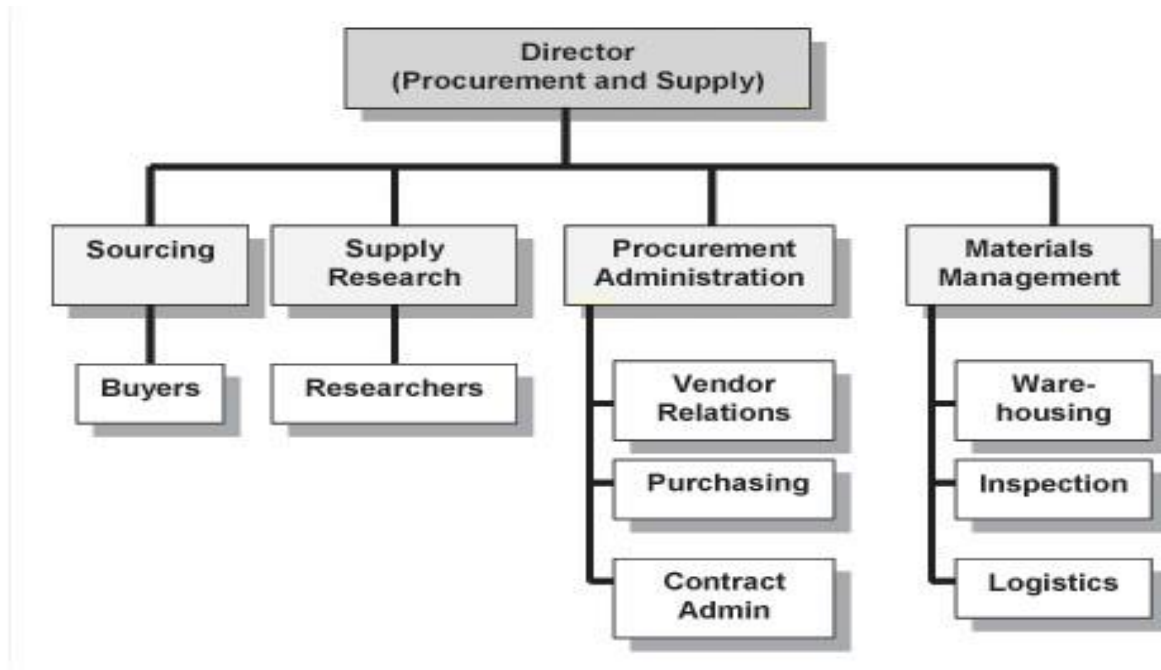 Director
(Procurement and Supply)
Sourcing
Supply
Research
Procurement
Administration
Materials
Management
Buyers
Researchers
Vendor
Relations
Ware-
housing
Purchasing
Inspection
Contract
Admin
Logistics